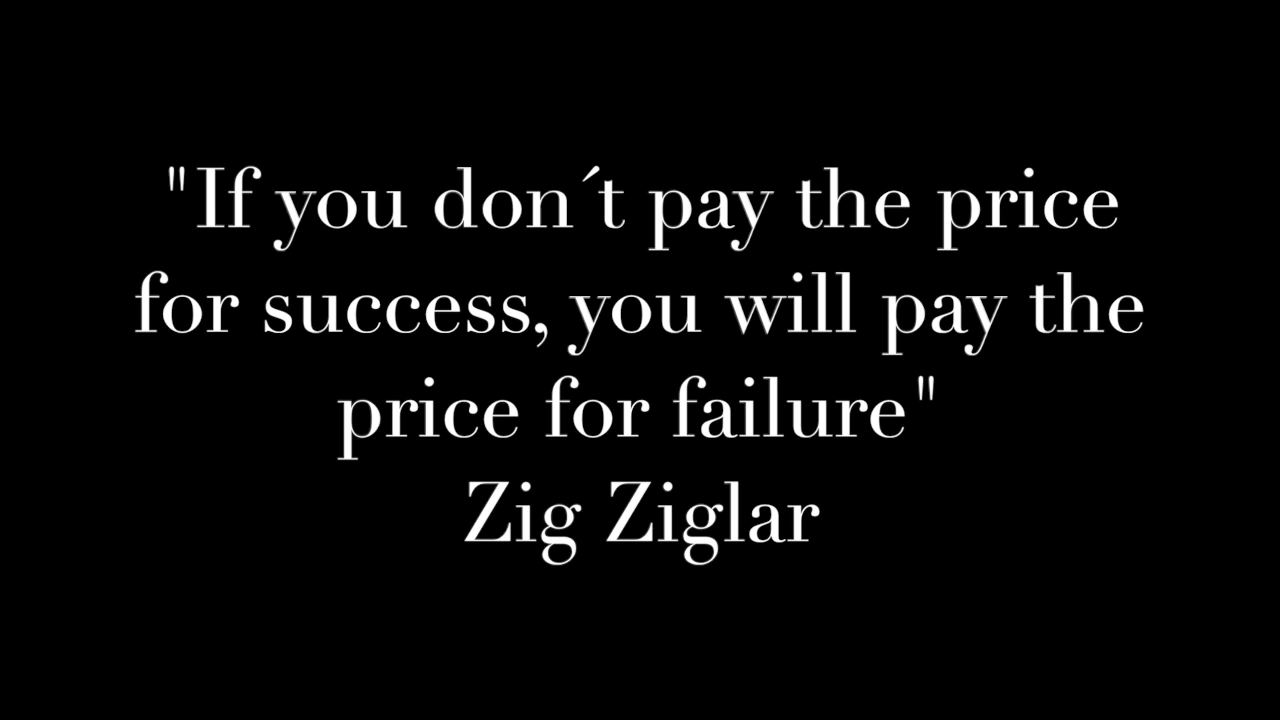 "If you don´t pay the price
for success, you will pay the
price for failure"
Zig Ziglar